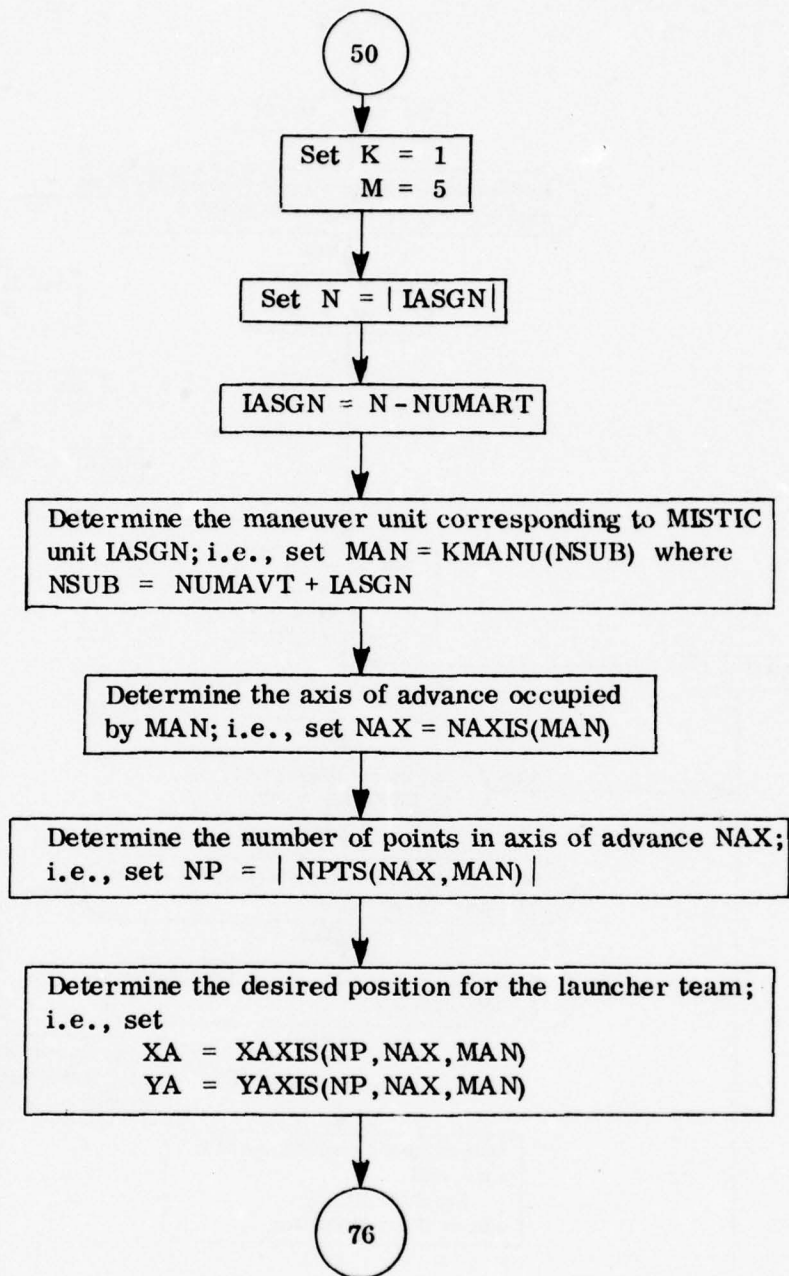 50
Set K = 1
M = 5
Set N = | IASGN|
IASGN = N - NUMART
Determine the maneuver unit corresponding to MISTIC
unit IASGN; i.e., set MAN = KMANU(NSUB) where
NSUB = NUMAVT + IASGN
Determine the axis of advance occupied
by MAN; i.e., set NAX = NAXIS(MAN)
Determine the number of points in axis of advance NAX;
i.e., set NP = | NPTS(NAX,MAN) |
Determine the desired position for the launcher team;
i.e., set
XA = XAXIS(NP,NAX,MAN)
YA = YAXIS(NP,NAX,MAN)
76